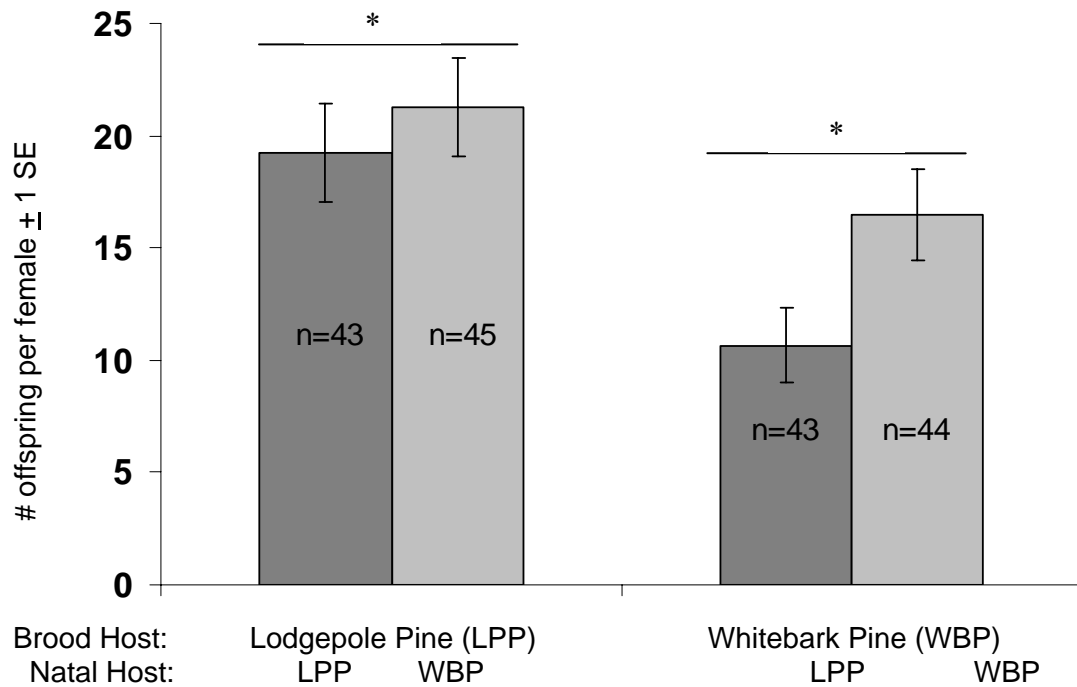 25
20
15
10
5
0
# offspring per female ± 1 SE
*
*
n=43
n=45
n=43
n=44
Brood Host: Lodgepole Pine (LPP) Whitebark Pine (WBP)
Natal Host: LPP WBP LPP WBP